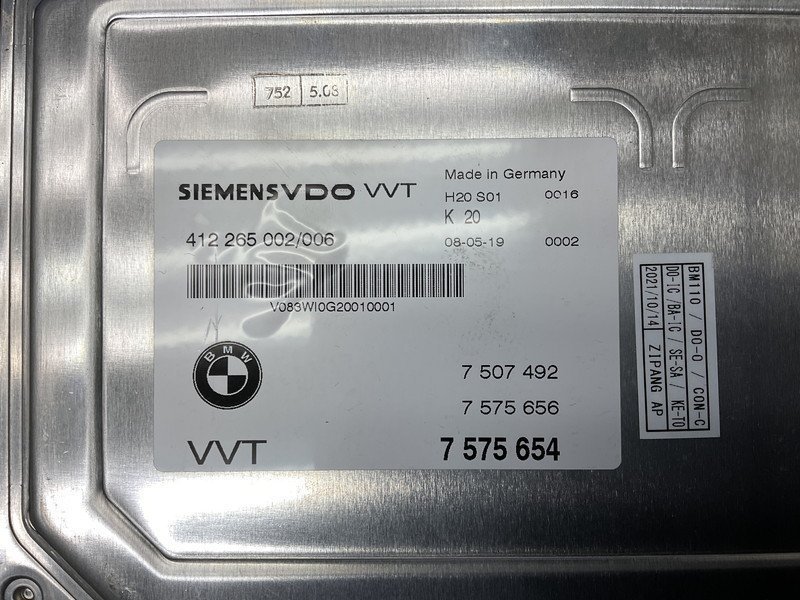 752 5.08
SIEMENSVDO VVT
Made in Germany
H20 S01 0016
K 20
412 265 002/006
08-05-19 0002
V083WI0G20010001
BMW
7 507 492
7 575 656
VVT
7 575 654
BM110 / DO-O / CON-C
DO-IC /BA-IC / SE-SA / KE-TO
2021/10/14 ZIPANG AP